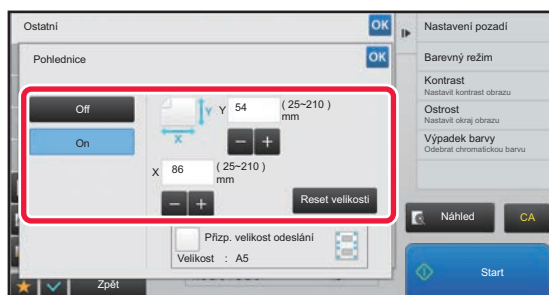 Ostatní
OK
Pohlednice
OK
Off
On
Y
Y
54
( 25~210 )
mm
X
X
86
( 25~210 )
mm
Reset velikosti
Přizp. velikost odeslání
Velikost : A5
Zpět
Nastavení pozadí
Barevný režim
Kontrast
Nastavit kontrast obrazu
Ostrost
Nastavit okraj obrazu
Výpadek barvy
Odebrat chromatickou barvu
Náhled
CA
Start